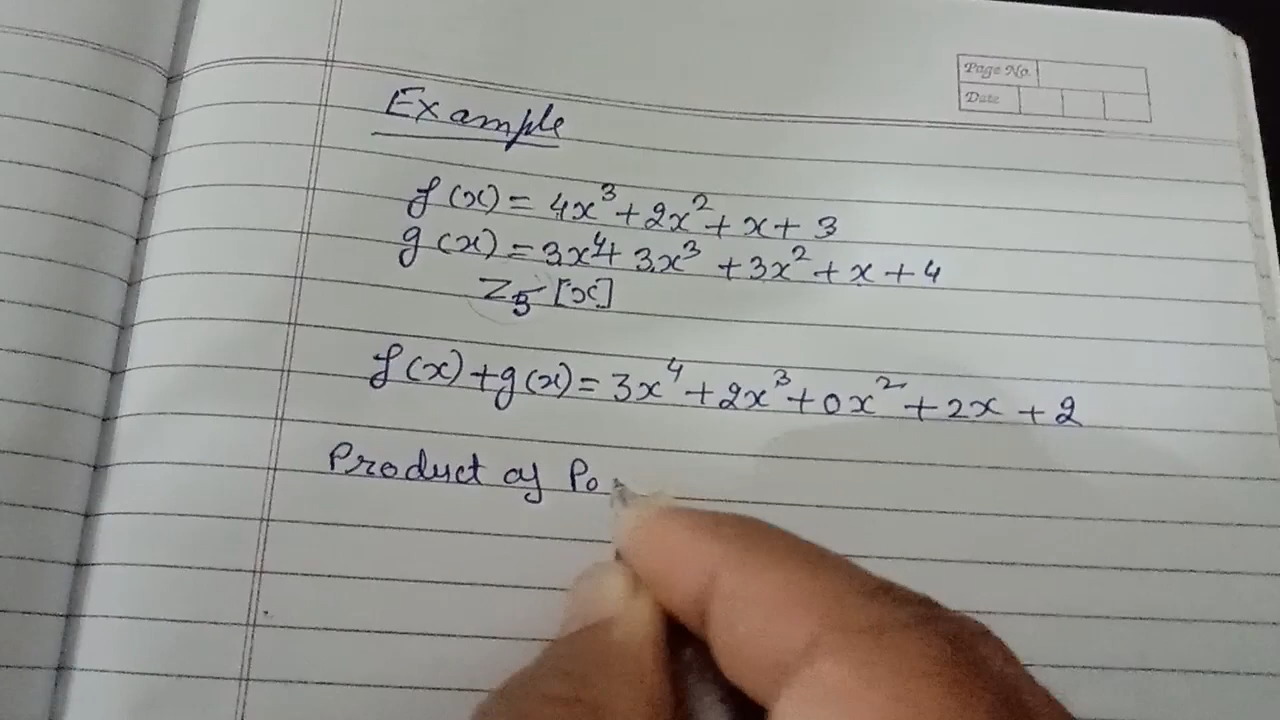 Page No.
Date
Example
f(x) = 4x³ + 2x² + x + 3
g(x) = 3x⁴ + 3x³ + 3x² + x + 4
Z₅[x]
f(x) + g(x) = 3x⁴ + 2x³ + 0x² + 2x + 2
Product of Po